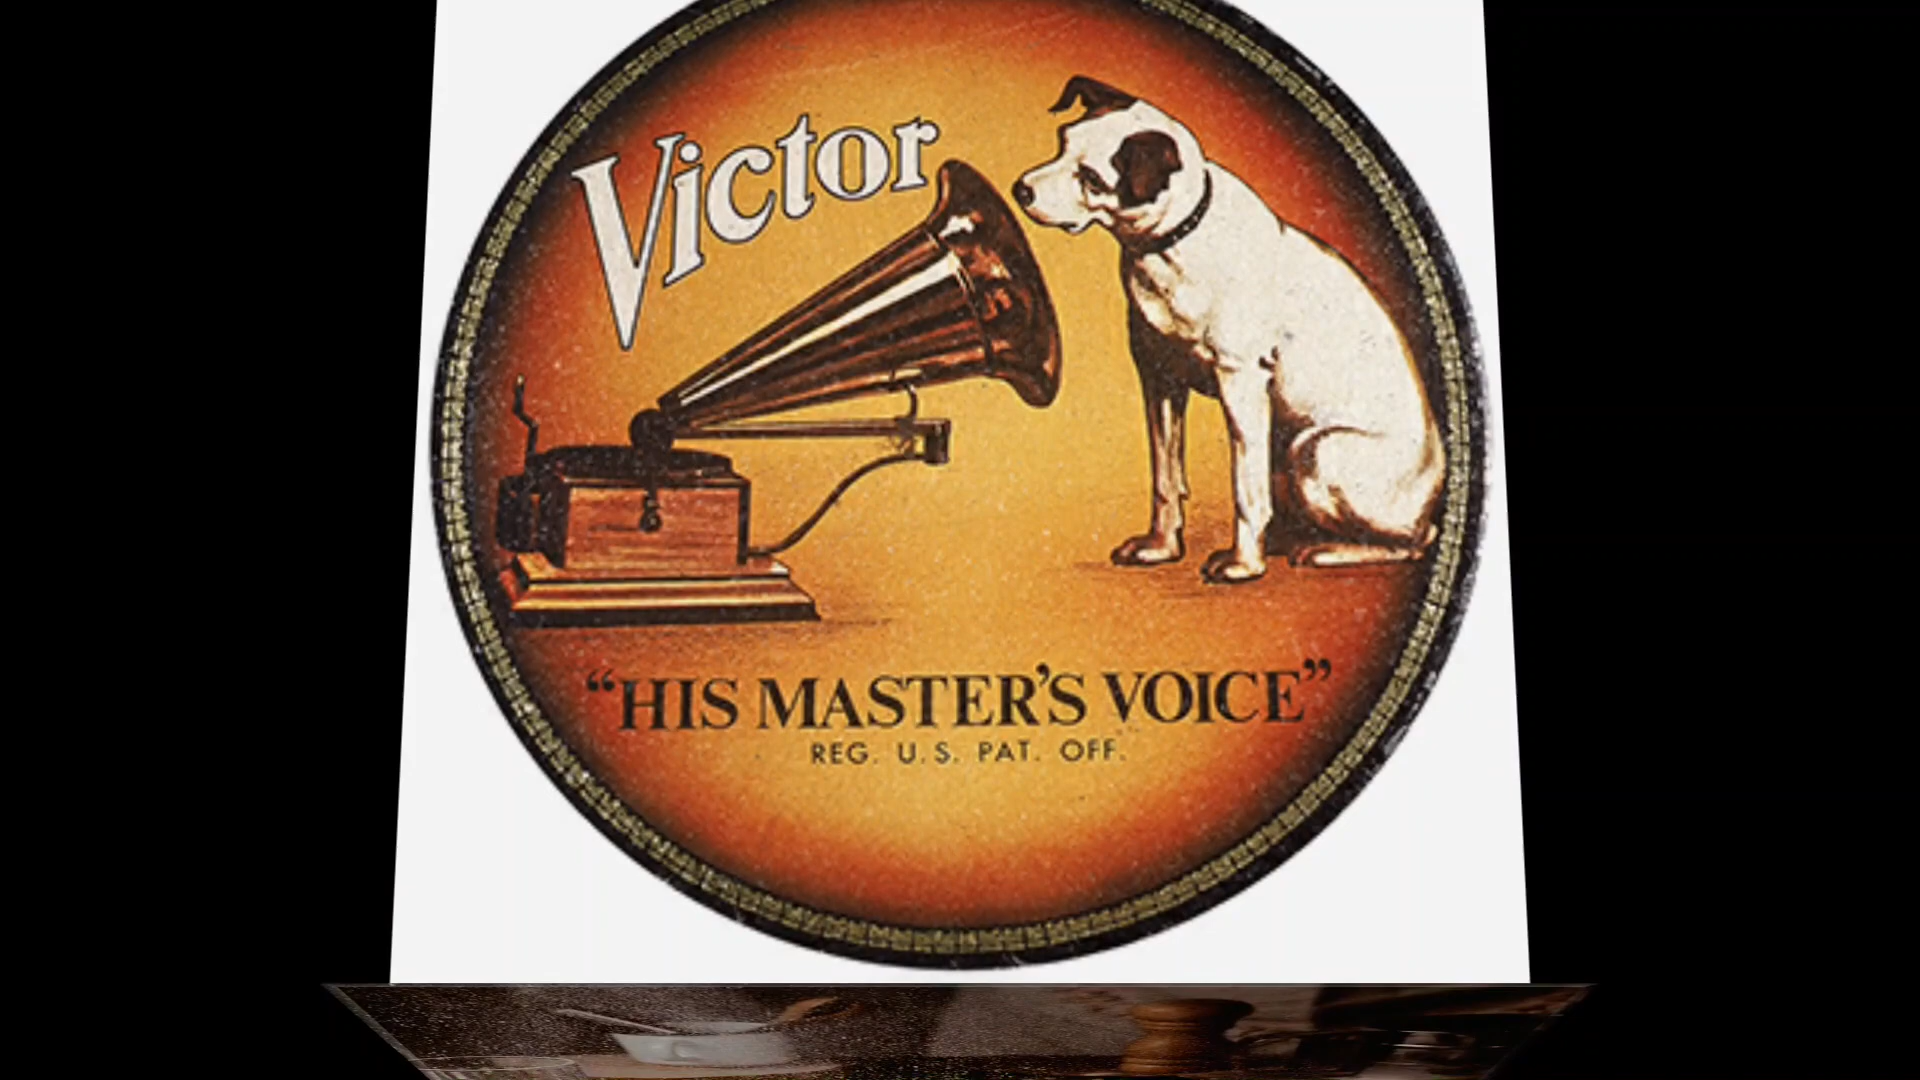 Victor
“HIS MASTER’S VOICE”
REG. U.S. PAT. OFF.